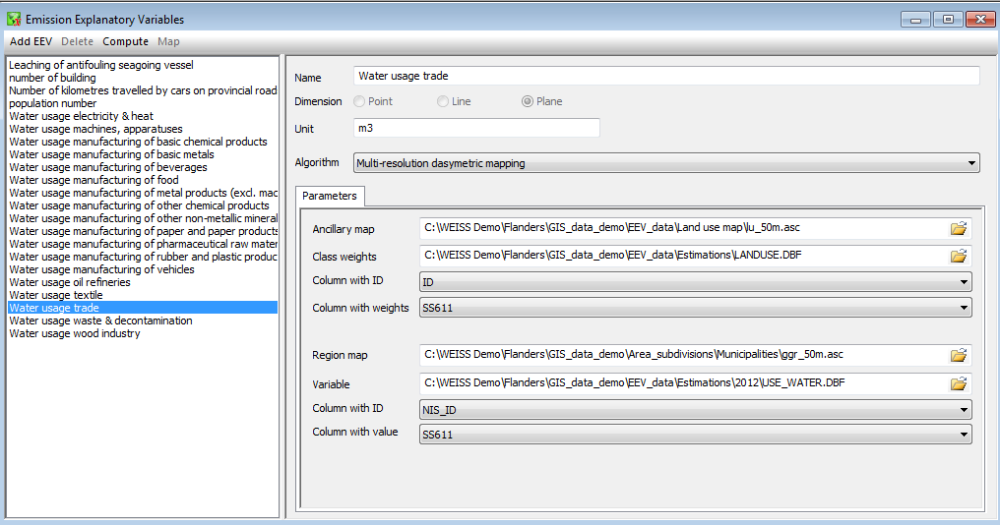 Emission Explanatory Variables
Add EEV Delete Compute Map
Leaching of antifouling seagoing vessel
number of building
Number of kilometres travelled by cars on provincial road
population number
Water usage electricity & heat
Water usage machines, apparatuses
Water usage manufacturing of basic chemical products
Water usage manufacturing of basic metals
Water usage manufacturing of beverages
Water usage manufacturing of food
Water usage manufacturing of metal products (excl. mac
Water usage manufacturing of other chemical products
Water usage manufacturing of other non-metallic mineral
Water usage manufacturing of paper and paper products
Water usage manufacturing of pharmaceutical raw mater
Water usage manufacturing of rubber and plastic produc
Water usage manufacturing of vehicles
Water usage oil refineries
Water usage textile
Water usage trade
Water usage waste & decontamination
Water usage wood industry
Name Water usage trade
Dimension Point Line Plane
Unit m3
Algorithm Multi-resolution dasymetric mapping
Parameters
Ancillary map C:\WEISS Demo\Flanders\GIS_data_demo\EEV_data\Land use map\lu_50m.asc
Class weights C:\WEISS Demo\Flanders\GIS_data_demo\EEV_data\Estimations\LANDUSE.DBF
Column with ID ID
Column with weights SS611
Region map C:\WEISS Demo\Flanders\GIS_data_demo\Area_subdivisions\Municipalities\ggr_50m.asc
Variable C:\WEISS Demo\Flanders\GIS_data_demo\EEV_data\Estimations\2012\USE_WATER.DBF
Column with ID NIS_ID
Column with value SS611